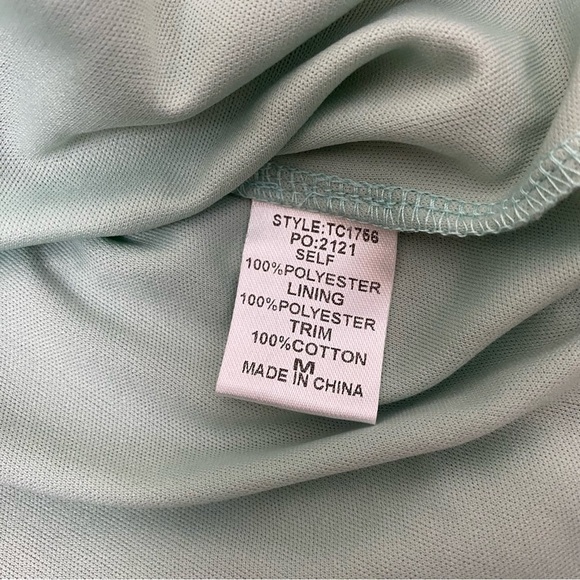 STYLE:TC1756
PO:2121
SELF
100%POLYESTER
LINING
100%POLYESTER
TRIM
100%COTTON
M
MADE IN CHINA